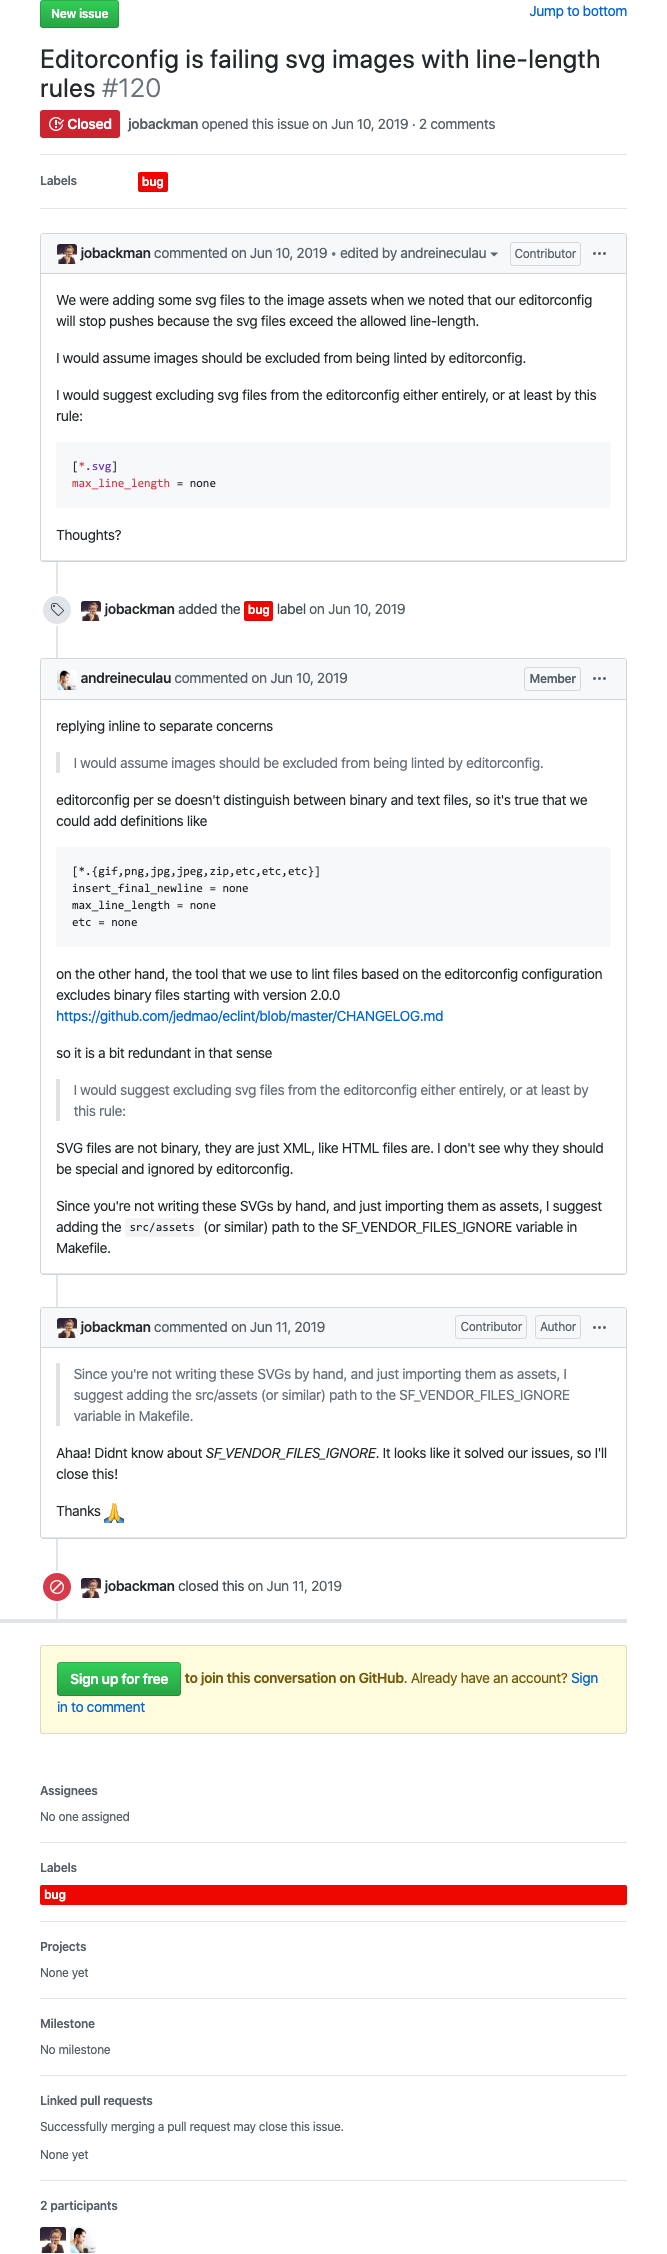 New issue
Jump to bottom
Editorconfig is failing svg images with line-length
rules #120
Closed jobackman opened this issue on Jun 10, 2019 · 2 comments
Labels bug
jobackman commented on Jun 10, 2019 • edited by andreineculau Contributor ···
We were adding some svg files to the image assets when we noted that our editorconfig
will stop pushes because the svg files exceed the allowed line-length.
I would assume images should be excluded from being linted by editorconfig.
I would suggest excluding svg files from the editorconfig either entirely, or at least by this
rule:
[*.svg]
max_line_length = none
Thoughts?
jobackman added the bug label on Jun 10, 2019
andreineculau commented on Jun 10, 2019 Member ···
replying inline to separate concerns
I would assume images should be excluded from being linted by editorconfig.
editorconfig per se doesn't distinguish between binary and text files, so it's true that we
could add definitions like
[*.{gif,png,jpg,jpeg,zip,etc,etc,etc}]
insert_final_newline = none
max_line_length = none
etc = none
on the other hand, the tool that we use to lint files based on the editorconfig configuration
excludes binary files starting with version 2.0.0
https://github.com/jedmao/eclint/blob/master/CHANGELOG.md
so it is a bit redundant in that sense
I would suggest excluding svg files from the editorconfig either entirely, or at least by
this rule:
SVG files are not binary, they are just XML, like HTML files are. I don't see why they should
be special and ignored by editorconfig.
Since you're not writing these SVGs by hand, and just importing them as assets, I suggest
adding the src/assets (or similar) path to the SF_VENDOR_FILES_IGNORE variable in
Makefile.
jobackman commented on Jun 11, 2019 Contributor Author ···
Since you're not writing these SVGs by hand, and just importing them as assets, I
suggest adding the src/assets (or similar) path to the SF_VENDOR_FILES_IGNORE
variable in Makefile.
Ahaa! Didnt know about SF_VENDOR_FILES_IGNORE. It looks like it solved our issues, so I'll
close this!
Thanks 🙏
jobackman closed this on Jun 11, 2019
Sign up for free to join this conversation on GitHub. Already have an account? Sign
in to comment
Assignees
No one assigned
Labels
bug
Projects
None yet
Milestone
No milestone
Linked pull requests
Successfully merging a pull request may close this issue.
None yet
2 participants